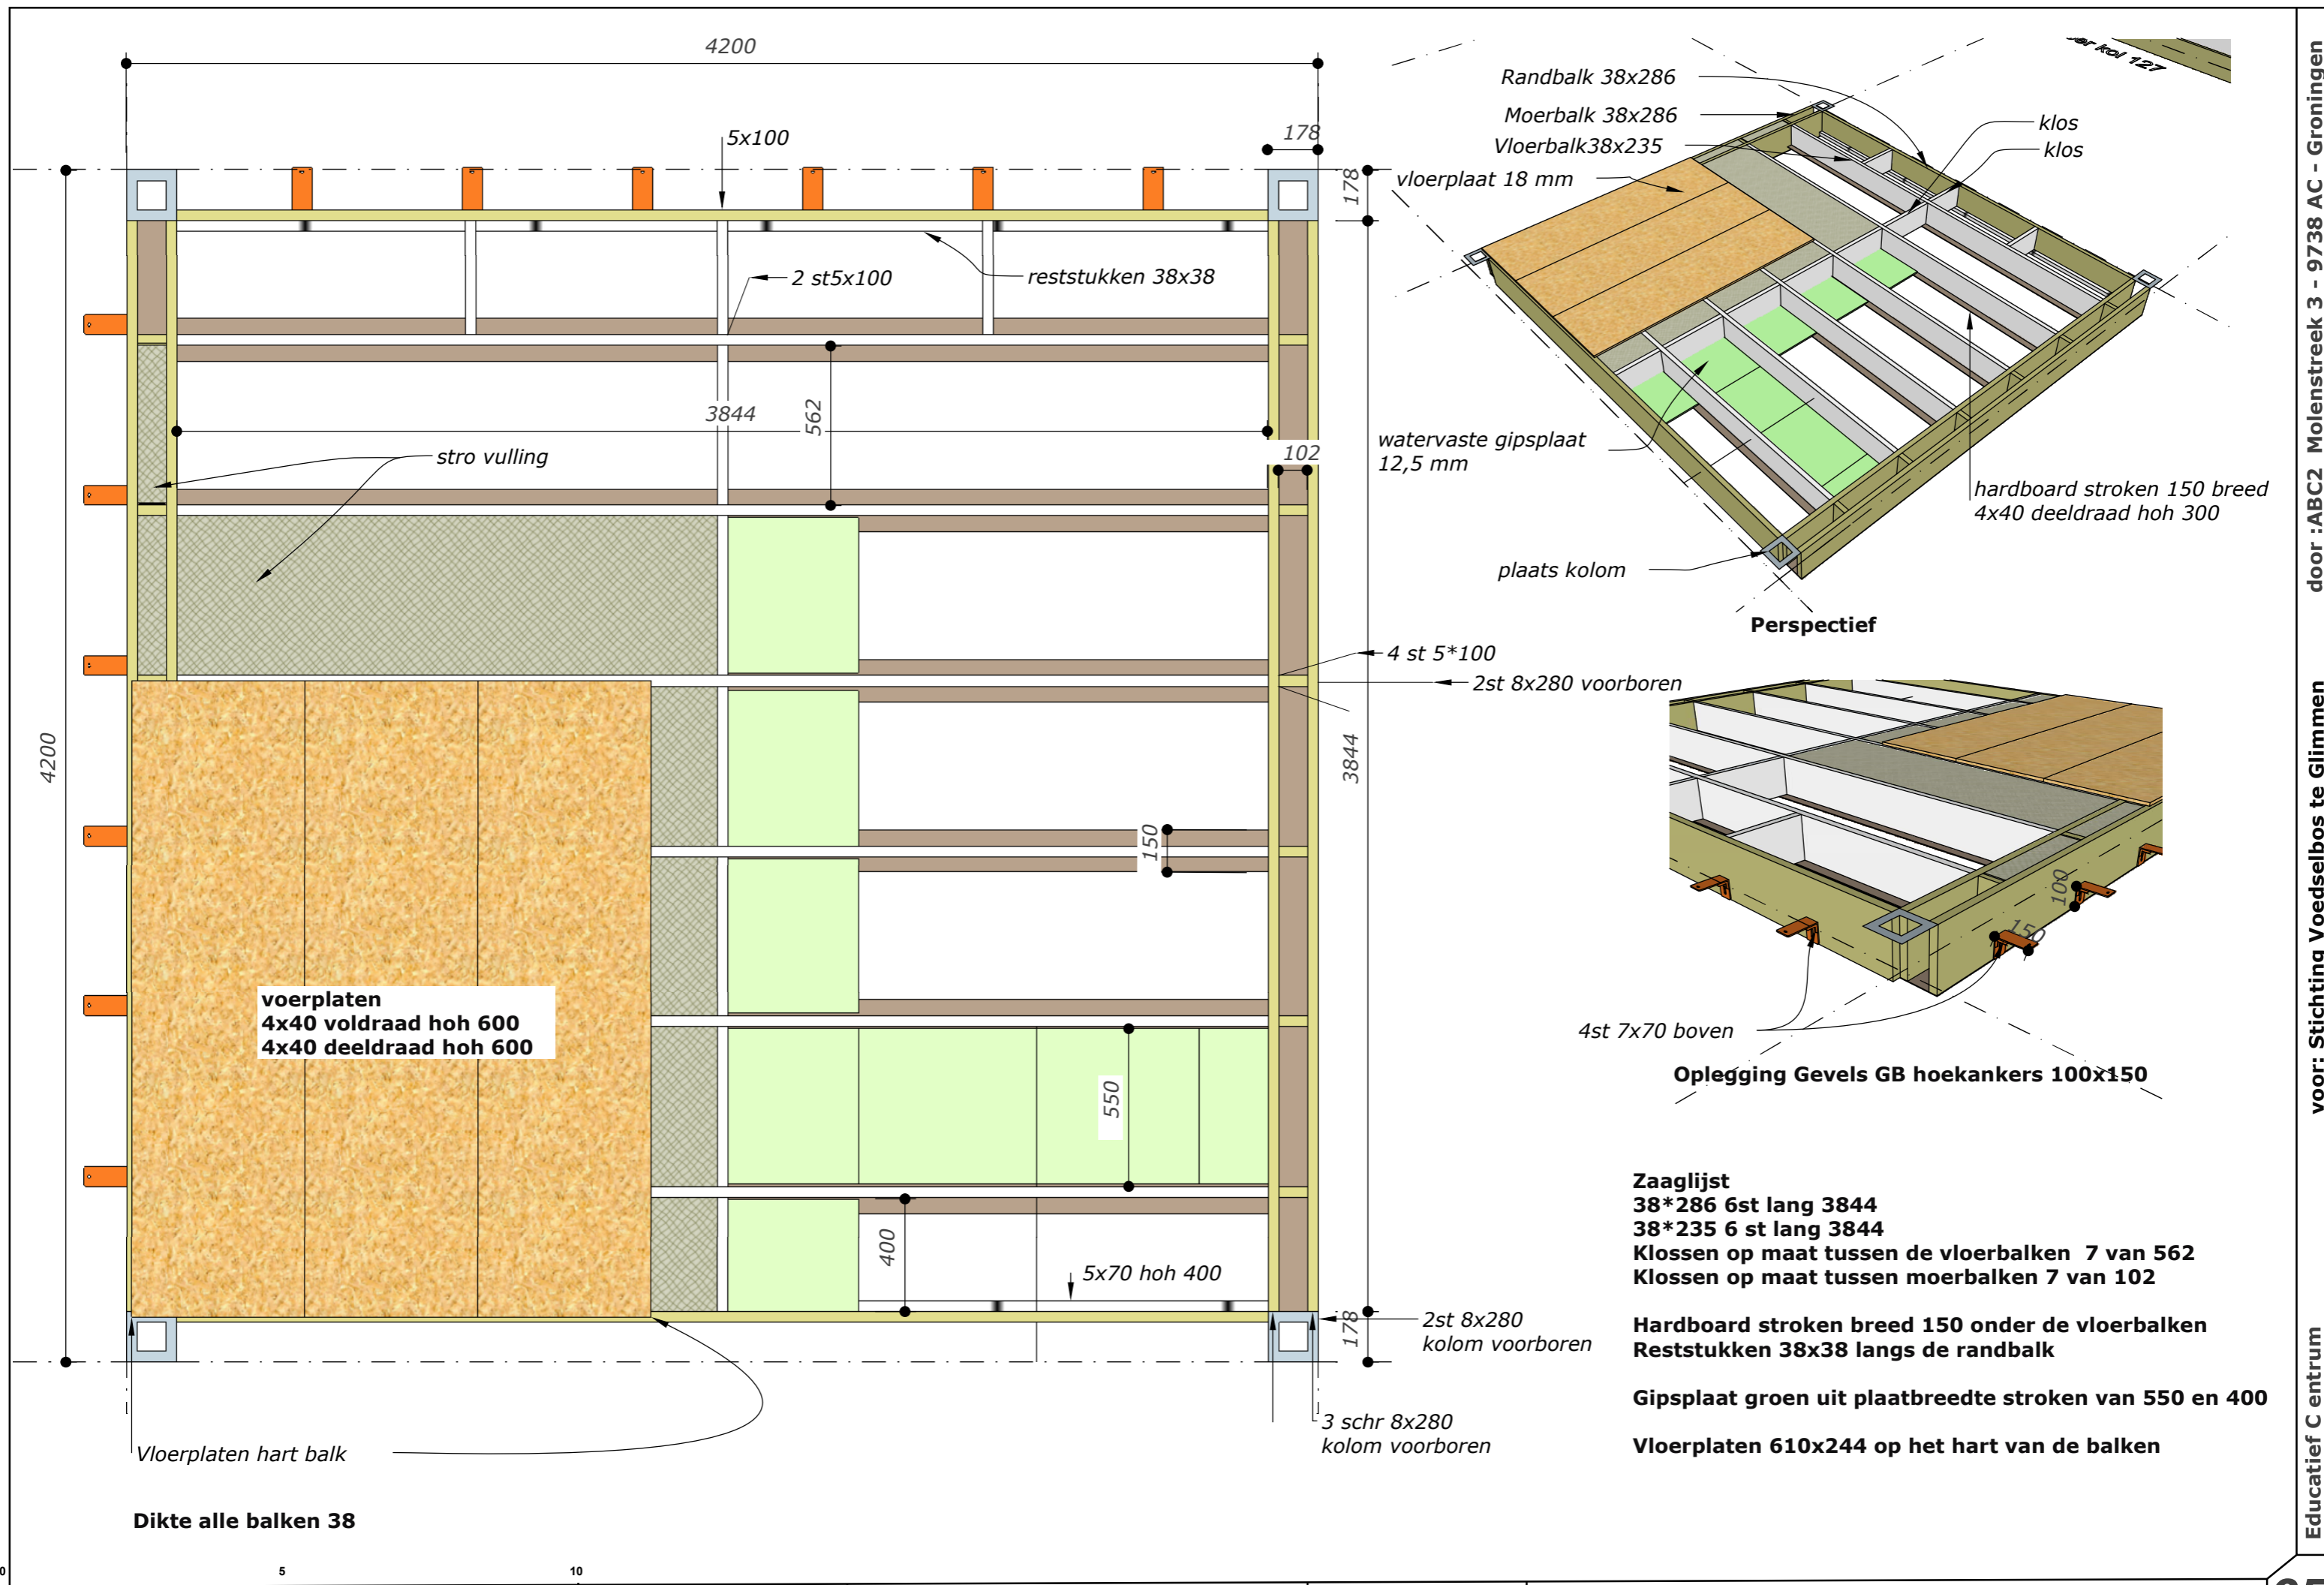 4200
5x100
178
178
2 st5x100
reststukken 38x38
3844
562
102
stro vulling
4 st 5*100
2st 8x280 voorboren
4200
3844
150
voerplaten
4x40 voldraad hoh 600
4x40 deeldraad hoh 600
550
400
5x70 hoh 400
178
2st 8x280
kolom voorboren
3 schr 8x280
kolom voorboren
Vloerplaten hart balk
Dikte alle balken 38
0
5
10
Randbalk 38x286
Moerbalk 38x286
Vloerbalk38x235
vloerplaat 18 mm
kol 127
klos
klos
watervaste gipsplaat
12,5 mm
hardboard stroken 150 breed
4x40 deeldraad hoh 300
plaats kolom
Perspectief
100
150
4st 7x70 boven
Oplegging Gevels GB hoekankers 100x150
Zaaglijst
38*286 6st lang 3844
38*235 6 st lang 3844
Klossen op maat tussen de vloerbalken  7 van 562
Klossen op maat tussen moerbalken 7 van 102
Hardboard stroken breed 150 onder de vloerbalken
Reststukken 38x38 langs de randbalk
Gipsplaat groen uit plaatbreedte stroken van 550 en 400
Vloerplaten 610x244 op het hart van de balken
door :ABC2  Molenstreek 3 - 9738 AC - Groningen
voor: Stichting Voedselbos te Glimmen
Educatief C entrum